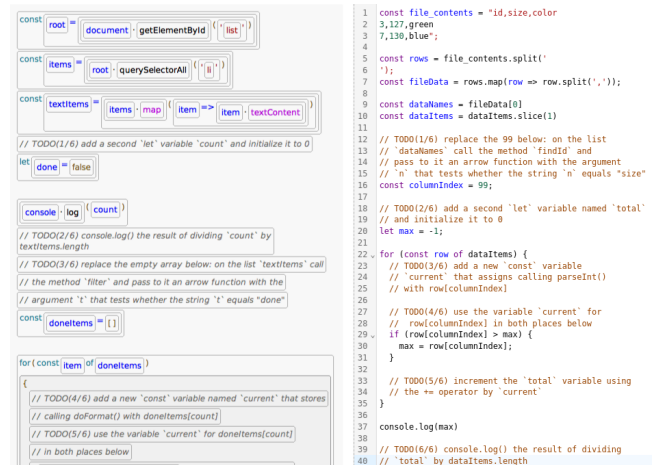 const root = document · getElementById ( ' list ' )
const items = root · querySelectorAll ( ' li ' )
const textItems = items · map ( item => item · textContent )
// TODO(1/6) add a second `let` variable `count` and initialize it to 0
let done = false
console · log ( count )
// TODO(2/6) console.log() the result of dividing `count` by
textItems.length
// TODO(3/6) replace the empty array below: on the list `textItems` call
// the method `filter` and pass to it an arrow function with the
// argument `t` that tests whether the string `t` equals "done"
const doneItems = [ ]
for ( const item of doneItems )
{
// TODO(4/6) add a new `const` variable named `current` that stores
// calling doFormat() with doneItems[count]
// TODO(5/6) use the variable `current` for doneItems[count]
// in both places below
1 const file_contents = "id,size,color
2 3,127,green
3 7,130,blue";
4
5 const rows = file_contents.split('
6 ');
7 const fileData = rows.map(row => row.split(','));
8
9 const dataNames = fileData[0]
10 const dataItems = dataItems.slice(1)
11
12 // TODO(1/6) replace the 99 below: on the list
13 // `dataNames` call the method `findId` and
14 // pass to it an arrow function with the argument
15 // `n` that tests whether the string `n` equals "size"
16 const columnIndex = 99;
17
18 // TODO(2/6) add a second `let` variable named `total`
19 // and initialize it to 0
20 let max = -1;
21
22 for (const row of dataItems) {
23 // TODO(3/6) add a new `const` variable
24 // `current` that assigns calling parseInt()
25 // with row[columnIndex]
26
27 // TODO(4/6) use the variable `current` for
28 // row[columnIndex] in both places below
29 if (row[columnIndex] > max) {
30 max = row[columnIndex];
31 }
32
33 // TODO(5/6) increment the `total` variable using
34 // the += operator by `current`
35 }
36
37 console.log(max)
38
39 // TODO(6/6) console.log() the result of dividing
40 // `total` by dataItems.length